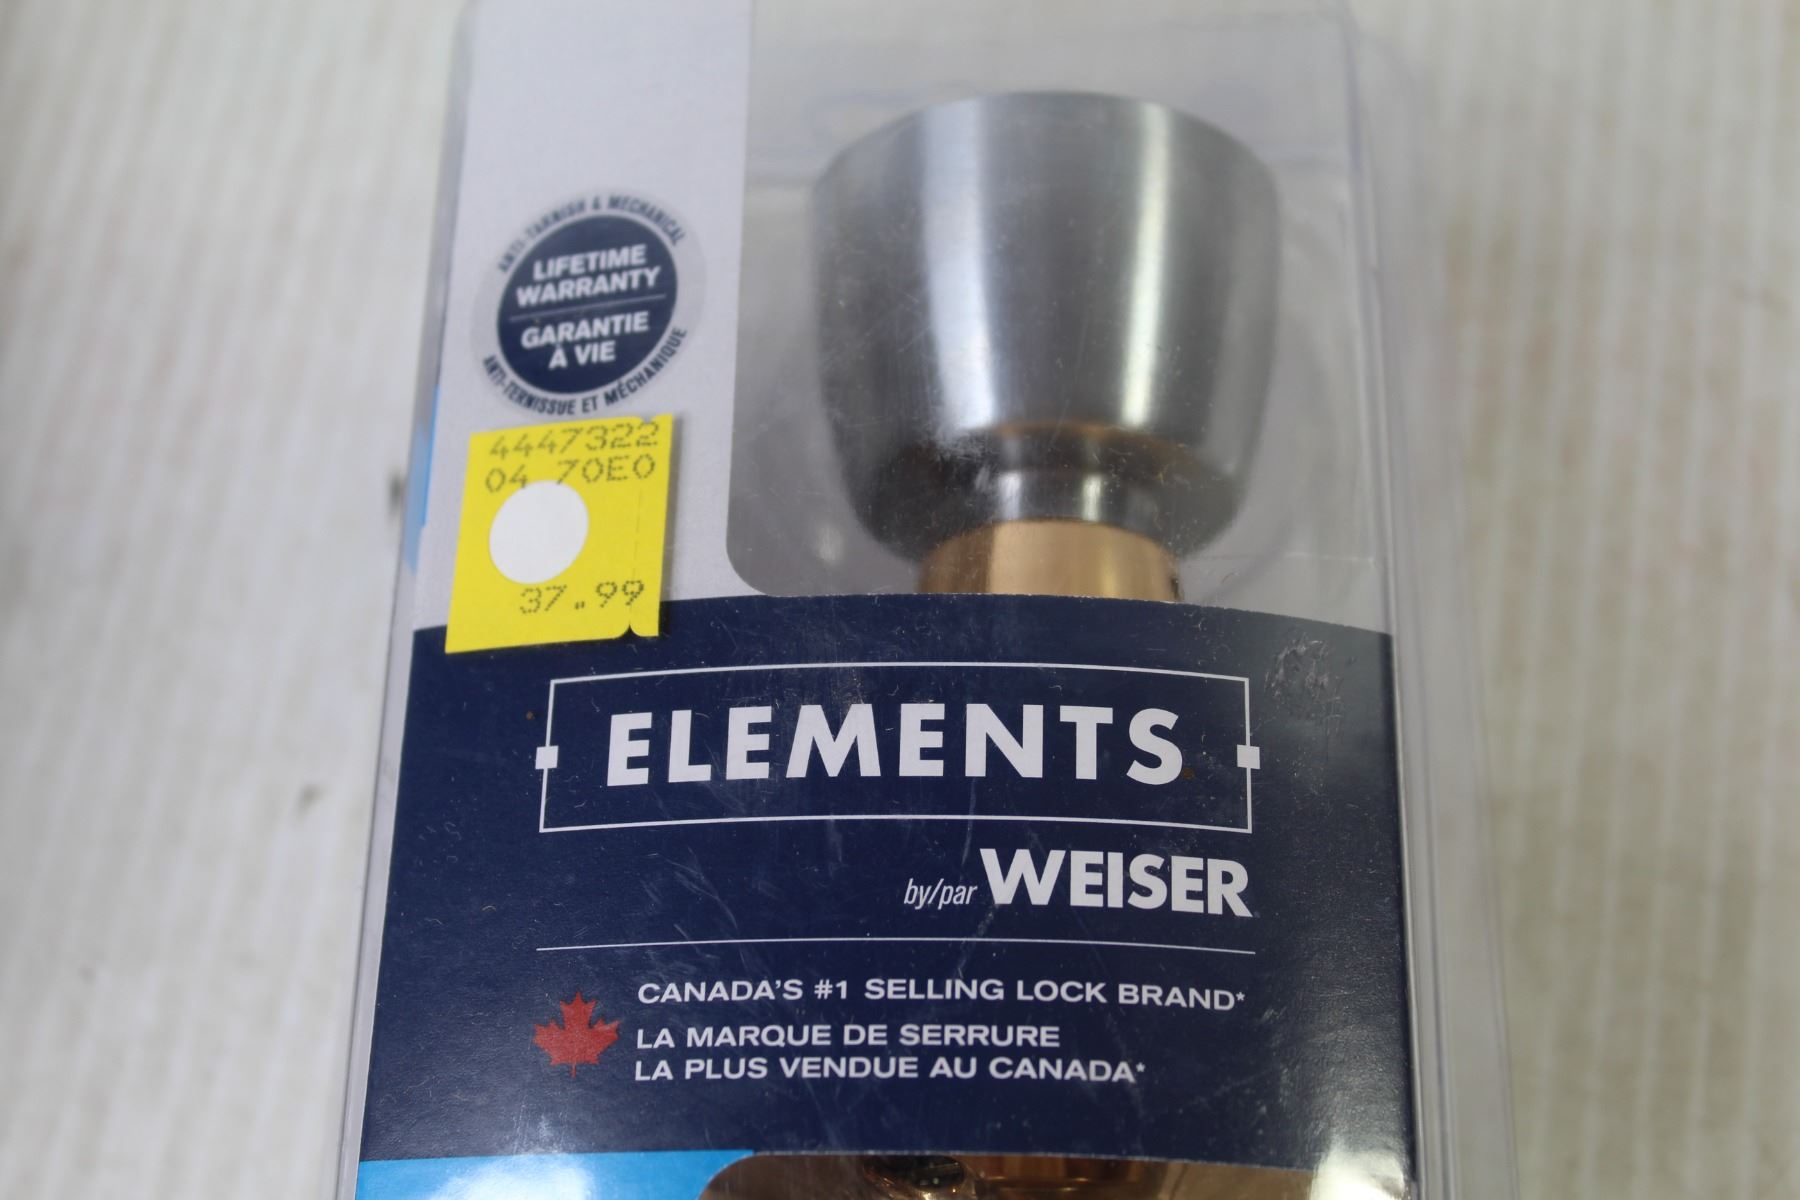 ANTI-TARNISH & MECHANICAL
LIFETIME
WARRANTY
GARANTIE
À VIE
ANTI-TERNISSURE ET MÉCHANIQUE
4447322
04 70E0
37.99
ELEMENTS
by/par WEISER
CANADA'S #1 SELLING LOCK BRAND*
LA MARQUE DE SERRURE
LA PLUS VENDUE AU CANADA*